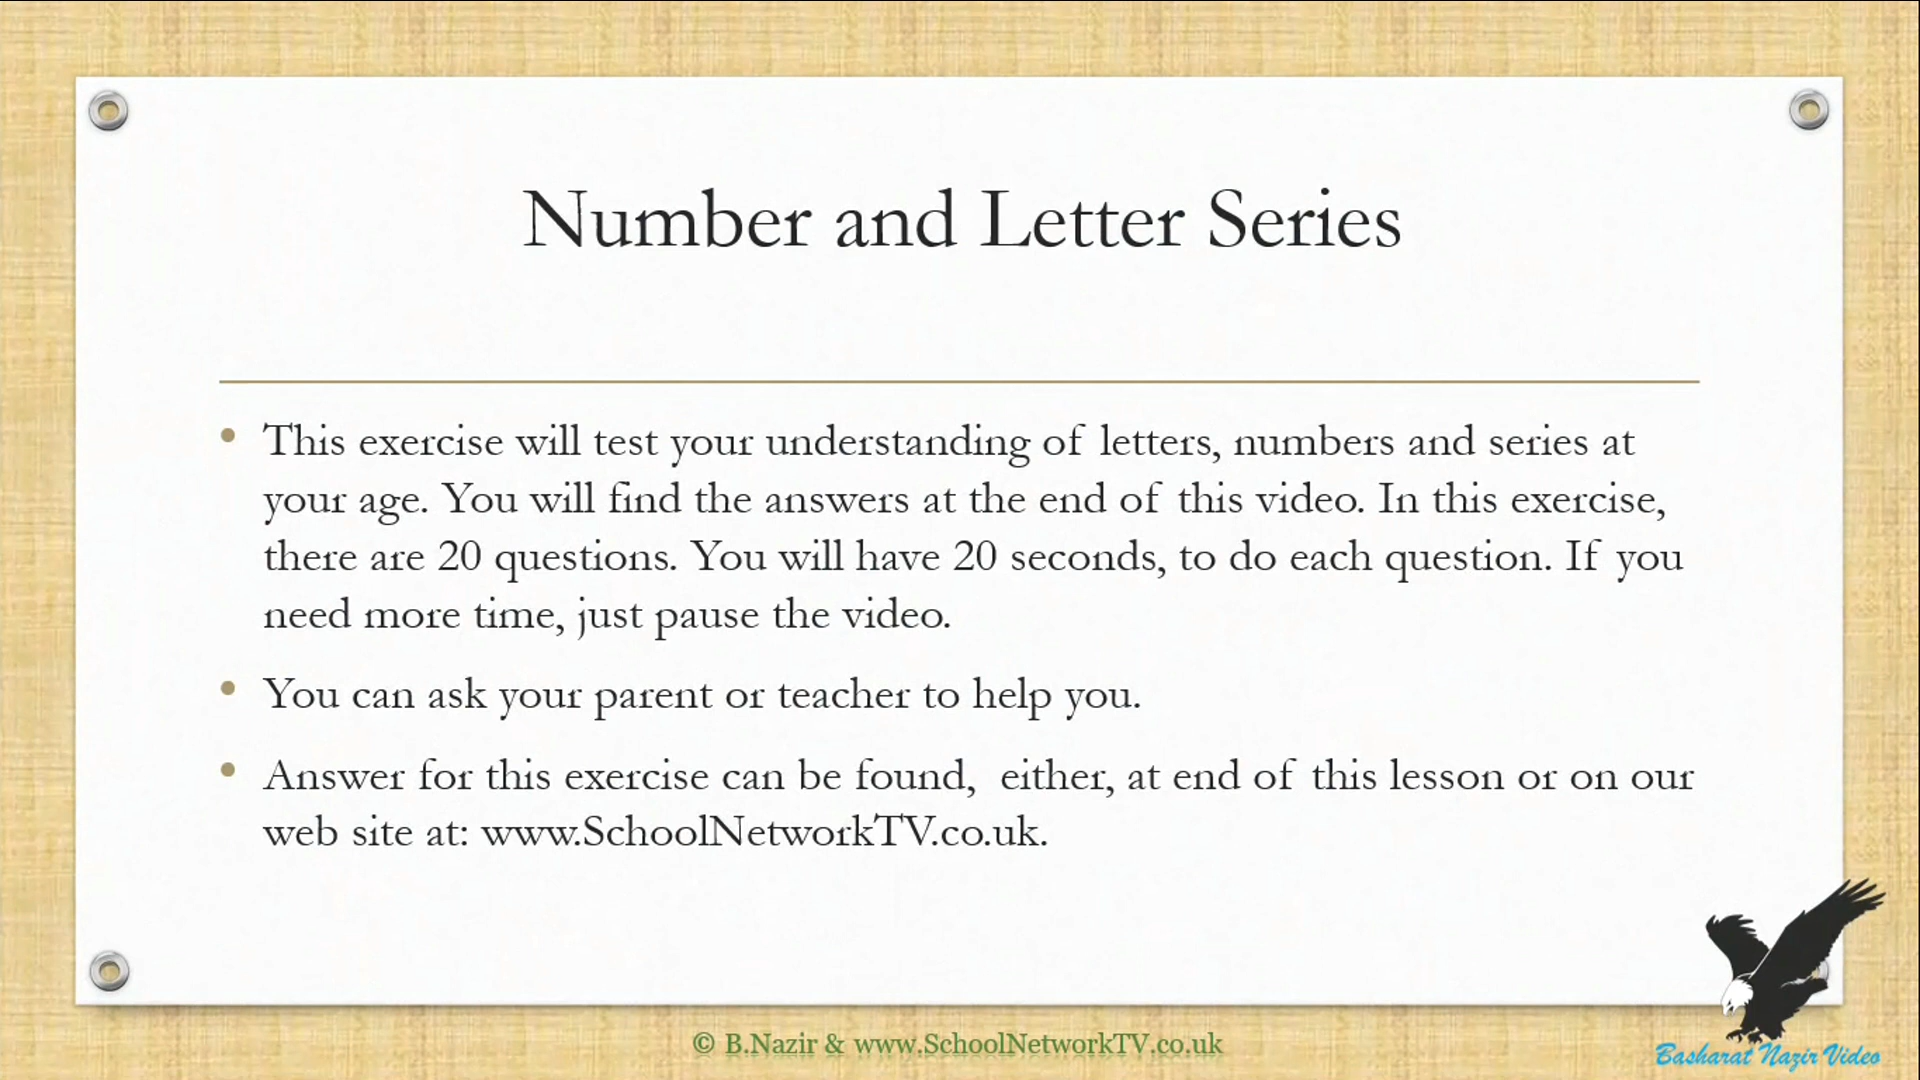 Number and Letter Series
• This exercise will test your understanding of letters, numbers and series at
your age. You will find the answers at the end of this video. In this exercise,
there are 20 questions. You will have 20 seconds, to do each question. If you
need more time, just pause the video.
• You can ask your parent or teacher to help you.
• Answer for this exercise can be found,  either, at end of this lesson or on our
web site at: www.SchoolNetworkTV.co.uk.
© B.Nazir & www.SchoolNetworkTV.co.uk
Basharat Nazir Video